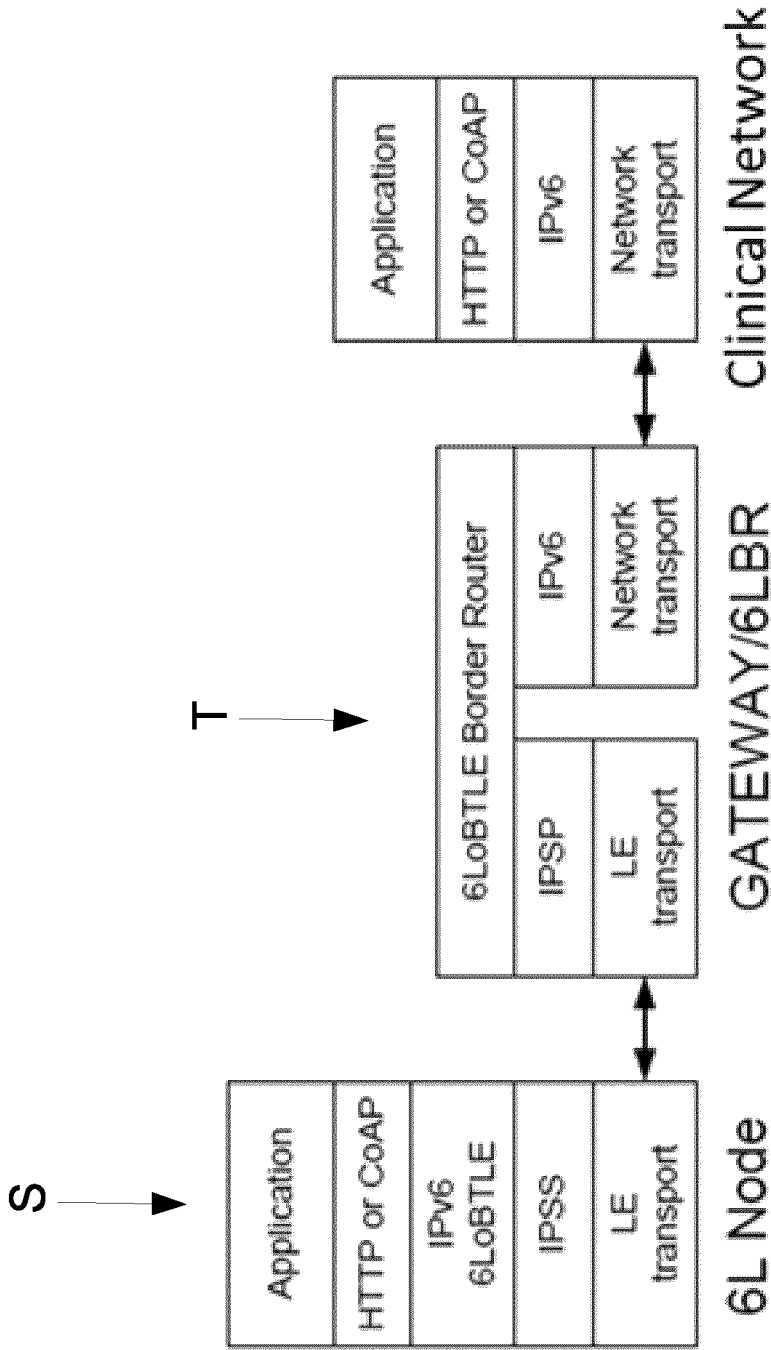 S
Application
HTTP or CoAP
IPv6
6LoBTLE
IPSS
LE
transport
6L Node
T
6LoBTLE Border Router
IPSP
LE
transport
IPv6
Network
transport
GATEWAY/6LBR
Application
HTTP or CoAP
IPv6
Network
transport
Clinical Network